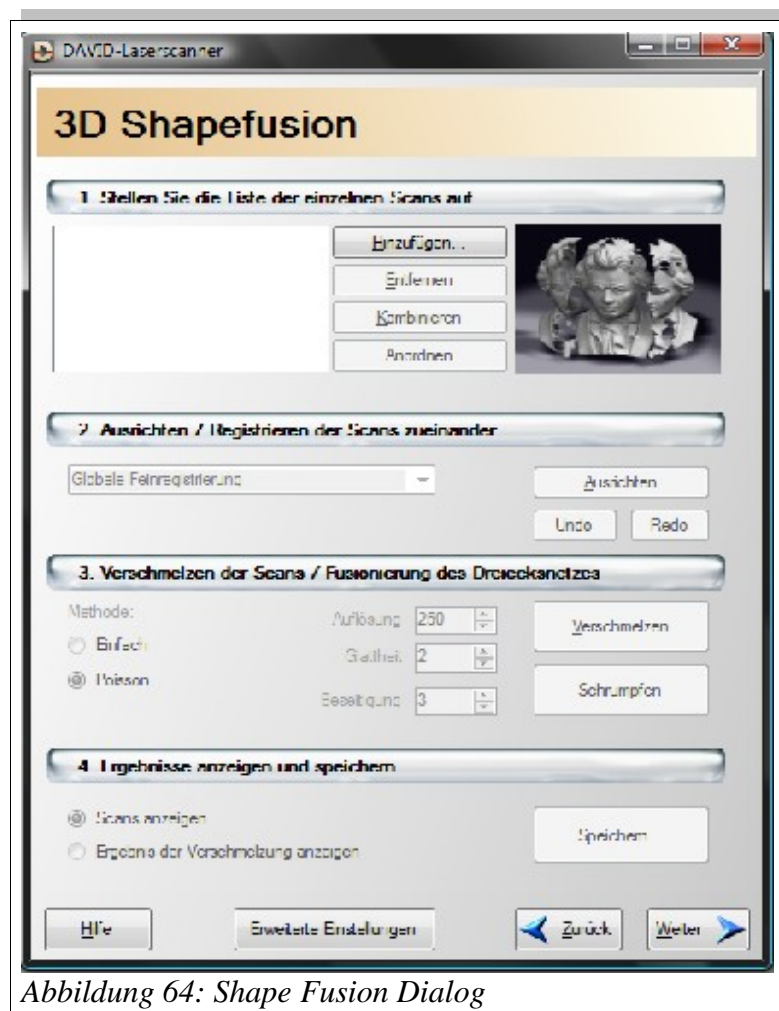 DAVID-Laserscanner
3D Shapefusion
1. Stellen Sie die Liste der einzelnen Scans auf
Hinzufügen...
Entfernen
Kombinieren
Anordnen
2. Ausrichten / Registrieren der Scans zueinander
Globale Feinregistrierung
Ausrichten
Undo Redo
3. Verschmelzen der Scans / Fusionierung des Dreiecksnetzes
Methode:
Einfach
Poisson
Auflösung 250
Glattheit 2
Beseitigung 3
Verschmelzen
Schrumpfen
4. Ergebnisse anzeigen und speichern
Scans anzeigen
Ergebnis der Verschmelzung anzeigen
Speichern
Hilfe Erweiterte Einstellungen Zurück Weiter
Abbildung 64: Shape Fusion Dialog